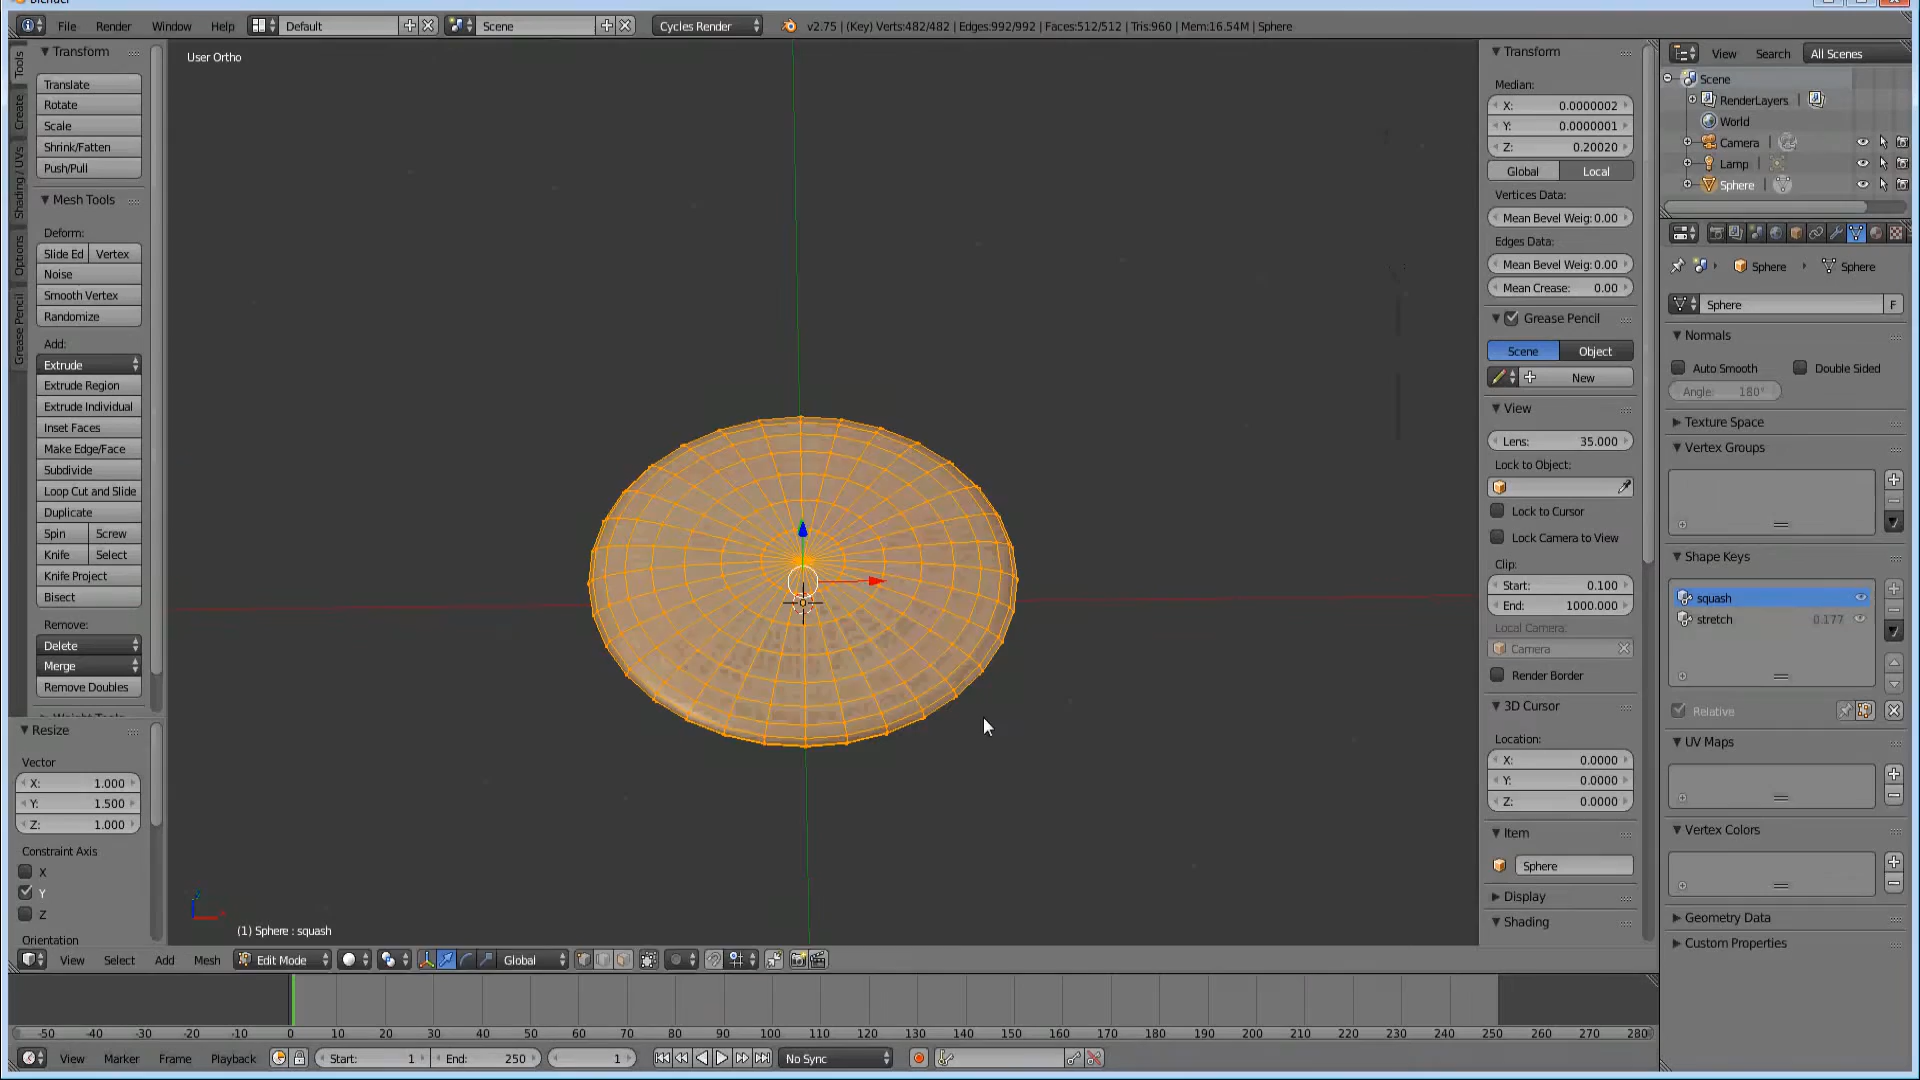 File Render Window Help Default Scene Cycles Render v2.75 | (Key) Verts:482/482 | Edges:992/992 | Faces:512/512 | Tris:960 | Mem:16.54M | Sphere
Tools
Create
Shading / UVs
Options
Grease Pencil
Transform
Translate
Rotate
Scale
Shrink/Fatten
Push/Pull
Mesh Tools
Deform:
Slide Ed Vertex
Noise
Smooth Vertex
Randomize
Add:
Extrude
Extrude Region
Extrude Individual
Inset Faces
Make Edge/Face
Subdivide
Loop Cut and Slide
Duplicate
Spin Screw
Knife Select
Knife Project
Bisect
Remove:
Delete
Merge
Remove Doubles
Resize
Vector
X: 1.000
Y: 1.500
Z: 1.000
Constraint Axis
X
Y
Z
Orientation
User Ortho
(1) Sphere : squash
View Select Add Mesh Edit Mode Global
Transform
Median:
X: 0.0000002
Y: 0.0000001
Z: 0.20020
Global Local
Vertices Data:
Mean Bevel Weig: 0.00
Edges Data:
Mean Bevel Weig: 0.00
Mean Crease: 0.00
Grease Pencil
Scene Object
New
View
Lens: 35.000
Lock to Object:
Lock to Cursor
Lock Camera to View
Clip:
Start: 0.100
End: 1000.000
Local Camera:
Camera
Render Border
3D Cursor
Location:
X: 0.0000
Y: 0.0000
Z: 0.0000
Item
Sphere
Display
Shading
View Search All Scenes
Scene
RenderLayers |
World
Camera
Lamp |
Sphere |
Sphere Sphere
Sphere F
Normals
Auto Smooth Double Sided
Angle: 180°
Texture Space
Vertex Groups
Shape Keys
squash
stretch 0.177
Relative
UV Maps
Vertex Colors
Geometry Data
Custom Properties
-50 -40 -30 -20 -10 0 10 20 30 40 50 60 70 80 90 100 110 120 130 140 150 160 170 180 190 200 210 220 230 240 250 260 270 280
View Marker Frame Playback Start: 1 End: 250 1 No Sync